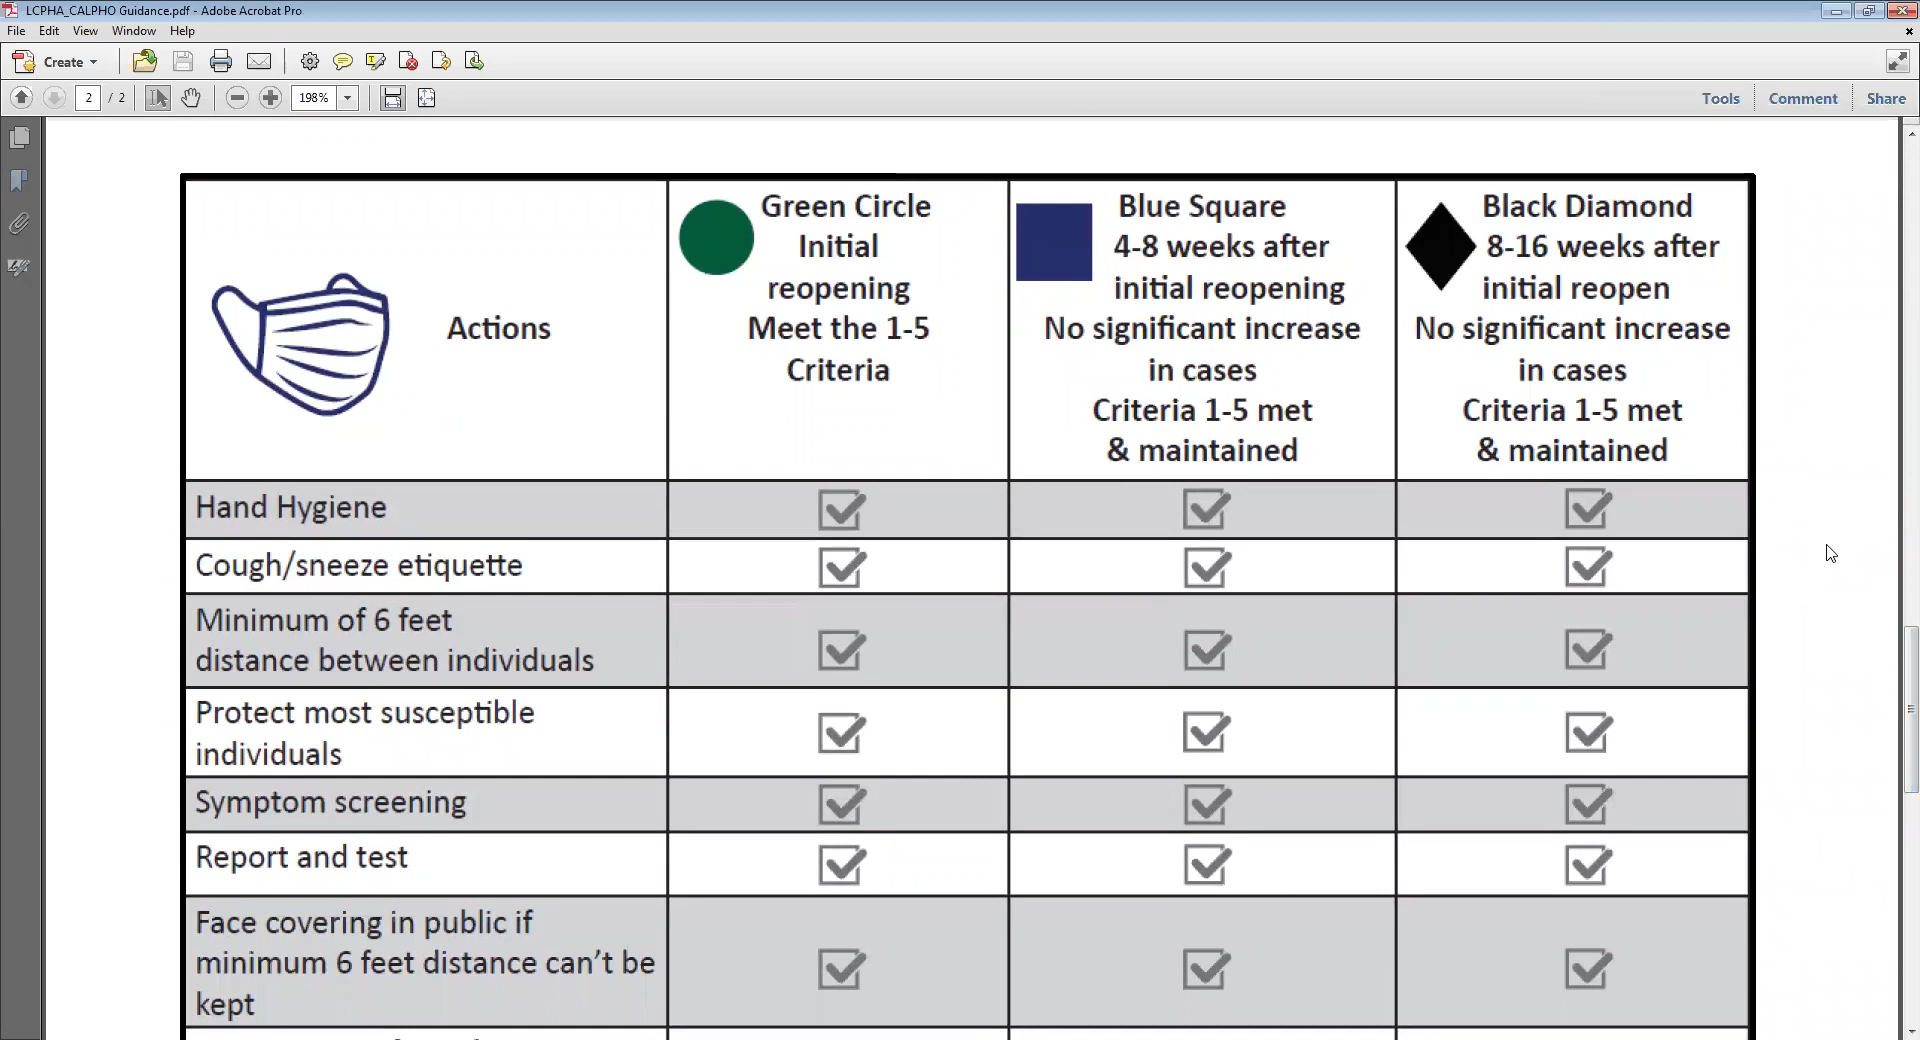 LCPHA_CALPHO Guidance.pdf - Adobe Acrobat Pro
File Edit View Window Help
Create
2 / 2 198% Tools Comment Share
Actions
Green Circle
Initial
reopening
Meet the 1-5
Criteria
Blue Square
4-8 weeks after
initial reopening
No significant increase
in cases
Criteria 1-5 met
& maintained
Black Diamond
8-16 weeks after
initial reopen
No significant increase
in cases
Criteria 1-5 met
& maintained
Hand Hygiene
Cough/sneeze etiquette
Minimum of 6 feet
distance between individuals
Protect most susceptible
individuals
Symptom screening
Report and test
Face covering in public if
minimum 6 feet distance can't be
kept